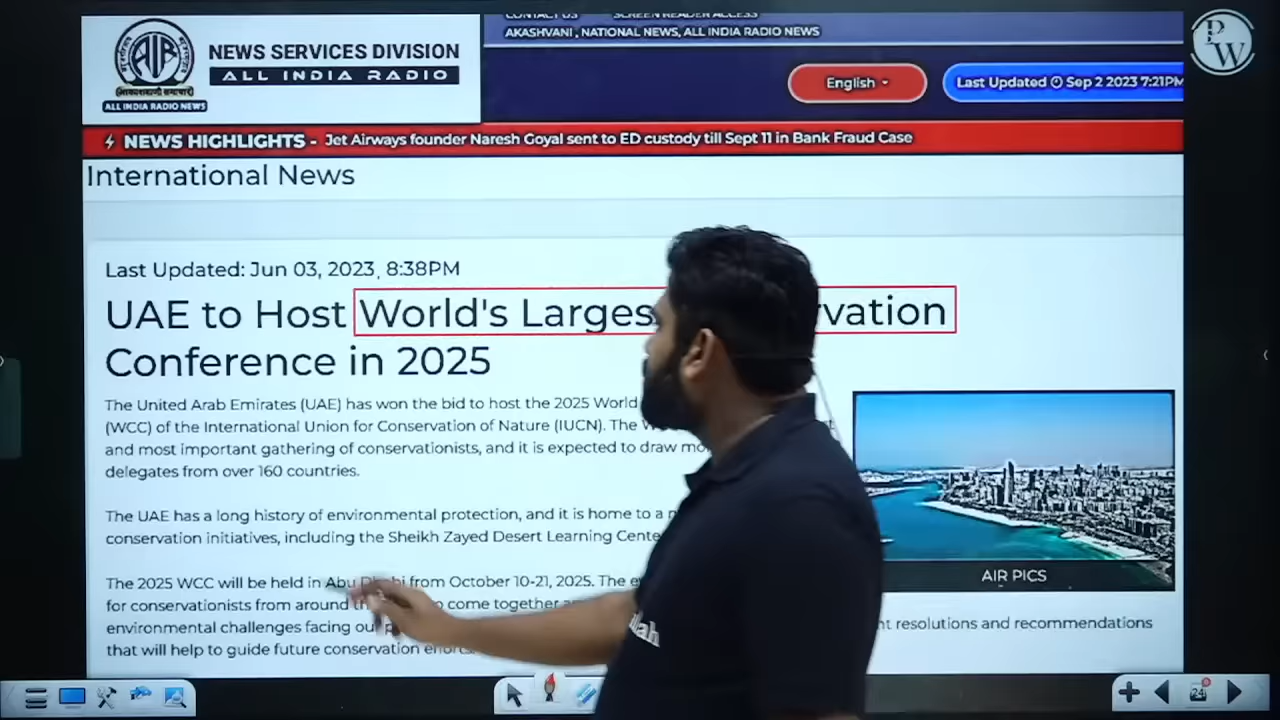 NEWS SERVICES DIVISION
ALL INDIA RADIO
ALL INDIA RADIO NEWS
CONTACT US SCREEN READER ACCESS
AKASHVANI , NATIONAL NEWS, ALL INDIA RADIO NEWS
PW
English
Last Updated Sep 2 2023 7:21PM
NEWS HIGHLIGHTS - Jet Airways founder Naresh Goyal sent to ED custody till Sept 11 in Bank Fraud Case
International News
Last Updated: Jun 03, 2023, 8:38PM
UAE to Host World's Larges vation
Conference in 2025
The United Arab Emirates (UAE) has won the bid to host the 2025 World
(WCC) of the International Union for Conservation of Nature (IUCN). The
and most important gathering of conservationists, and it is expected to draw
delegates from over 160 countries.
The UAE has a long history of environmental protection, and it is home to a
conservation initiatives, including the Sheikh Zayed Desert Learning Cente
The 2025 WCC will be held in Abu Dhabi from October 10-21, 2025. The
for conservationists from around come together
environmental challenges facing nt resolutions and recommendations
that will help to guide future conservation
AIR PICS
24